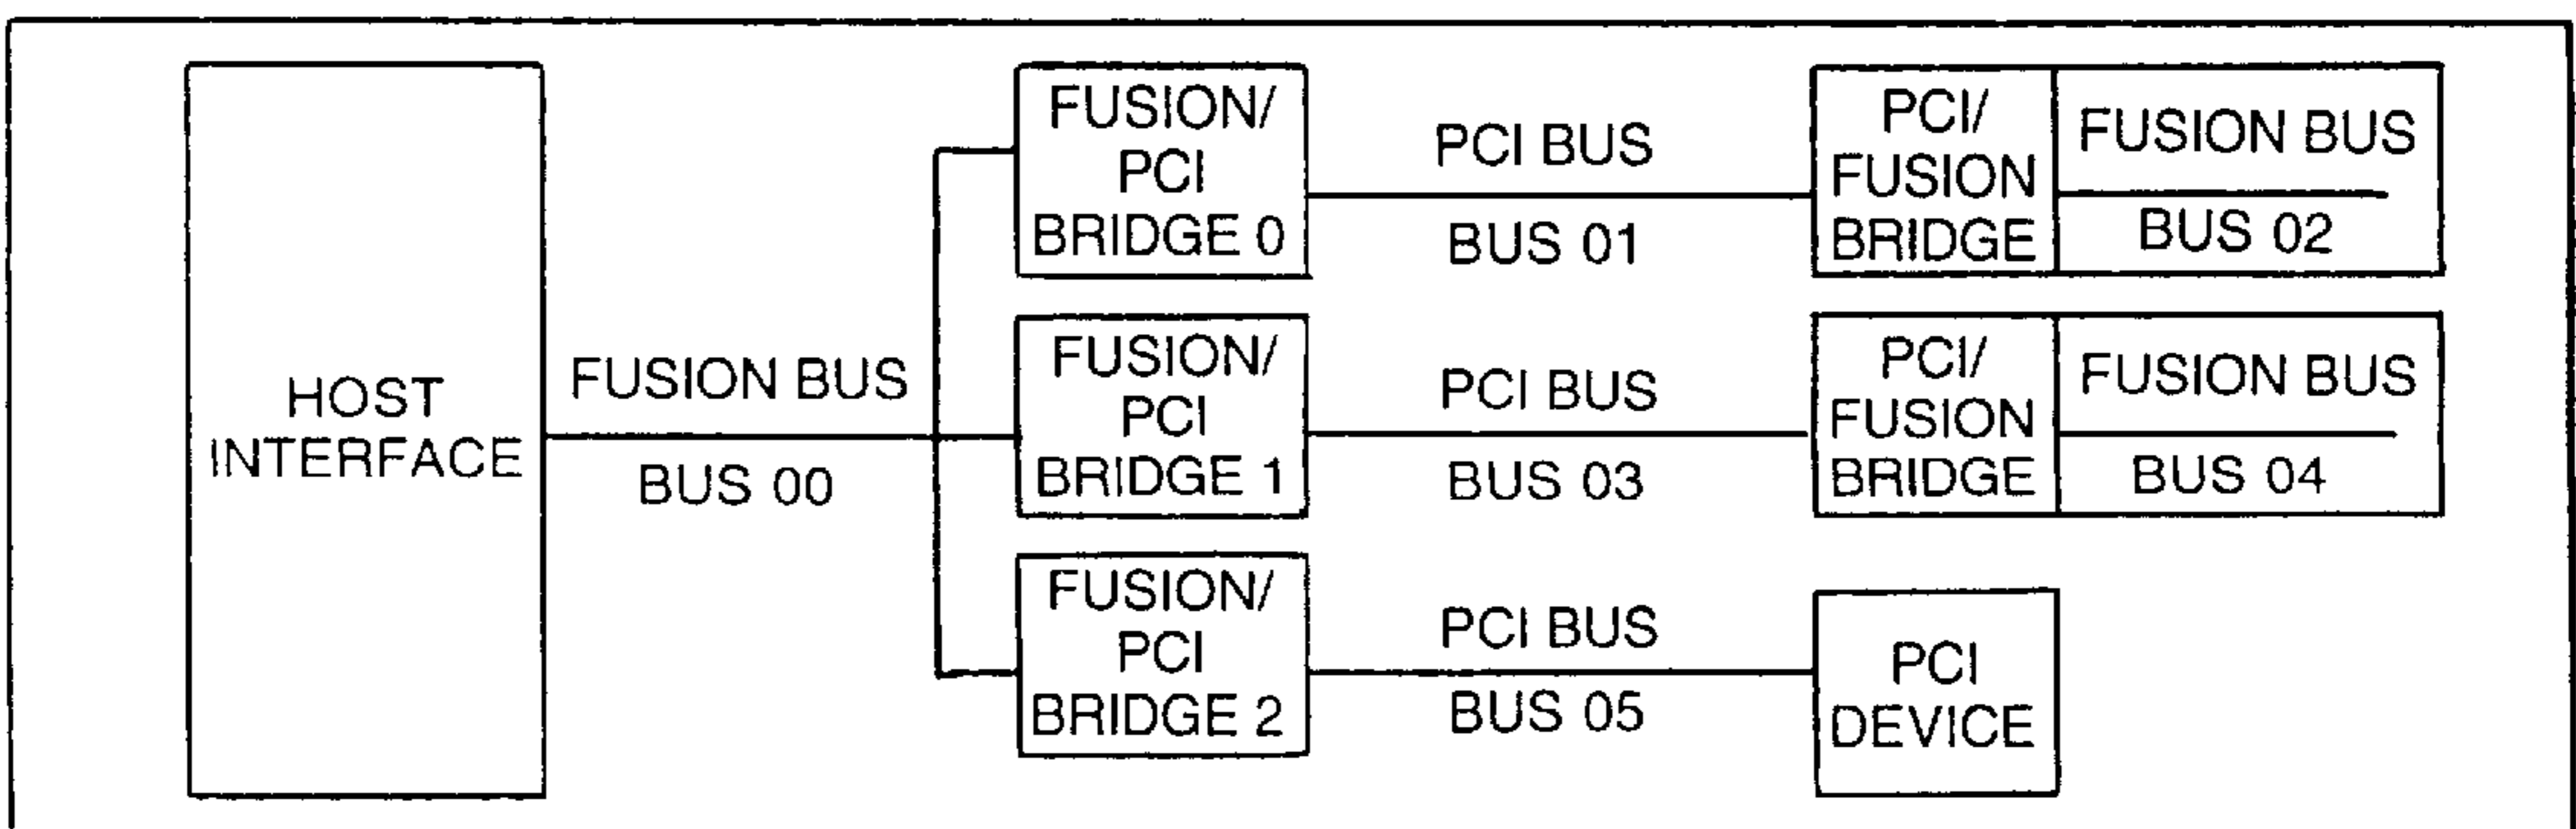 HOST
INTERFACE
FUSION BUS
BUS 00
FUSION/
PCI
BRIDGE 0
PCI BUS
BUS 01
PCI/
FUSION
BRIDGE
FUSION BUS
BUS 02
FUSION/
PCI
BRIDGE 1
PCI BUS
BUS 03
PCI/
FUSION
BRIDGE
FUSION BUS
BUS 04
FUSION/
PCI
BRIDGE 2
PCI BUS
BUS 05
PCI
DEVICE